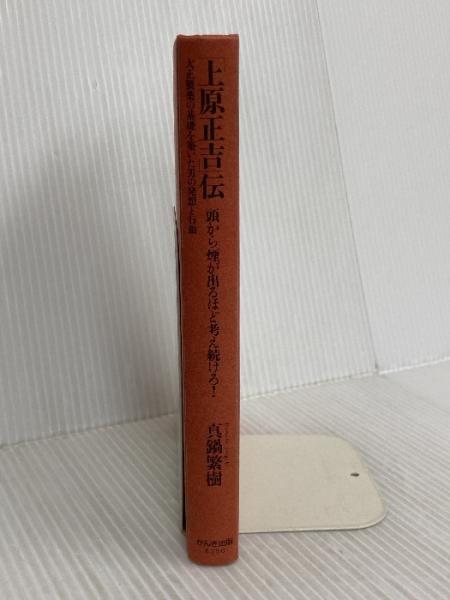 「上原正吉」伝
大正製薬の基礎を築いた男の発想と行動
頭から煙が出るほど考え続けろ!
真鍋繁樹
かんき出版